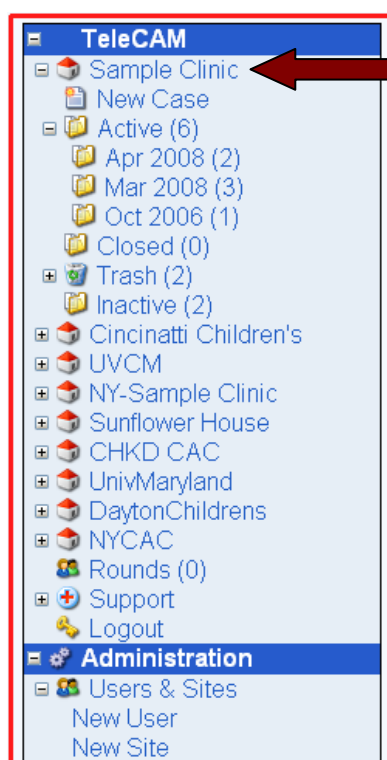 TeleCAM
Sample Clinic
New Case
Active (6)
Apr 2008 (2)
Mar 2008 (3)
Oct 2006 (1)
Closed (0)
Trash (2)
Inactive (2)
Cincinatti Children's
UVCM
NY-Sample Clinic
Sunflower House
CHKD CAC
UnivMaryland
DaytonChildrens
NYCAC
Rounds (0)
Support
Logout
Administration
Users & Sites
New User
New Site